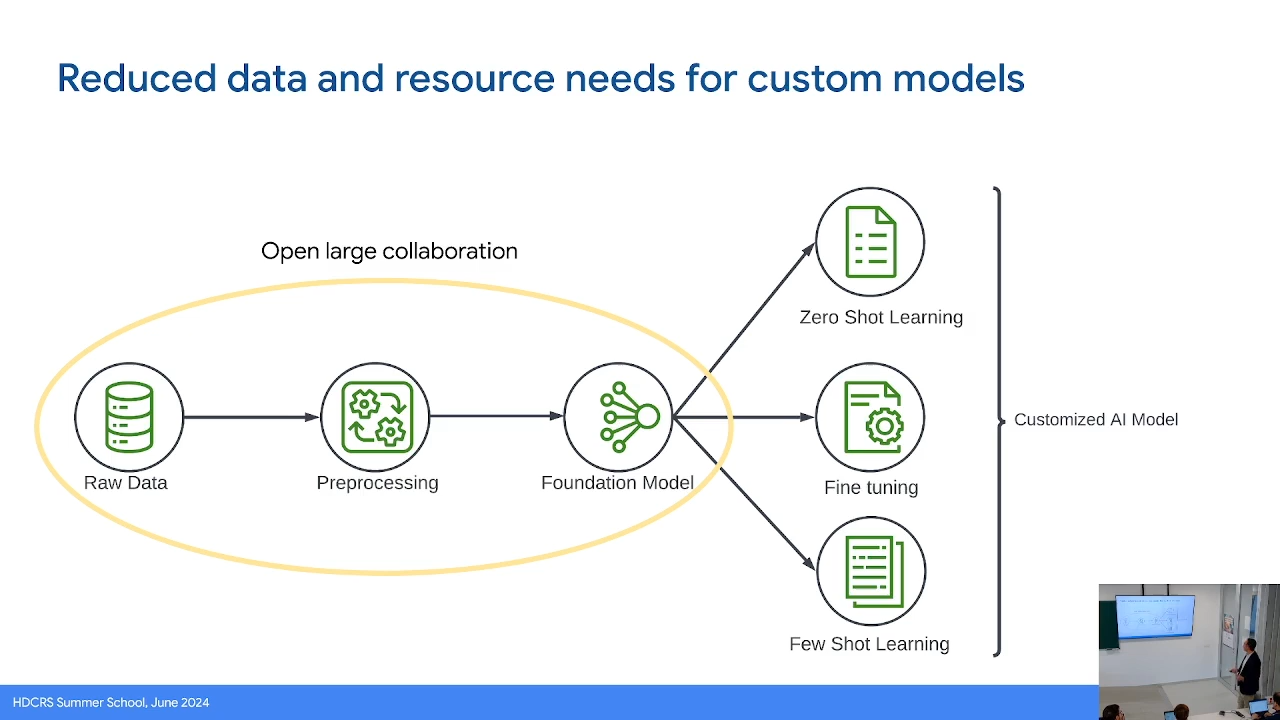 Reduced data and resource needs for custom models
Open large collaboration
Raw Data
Preprocessing
Foundation Model
Zero Shot Learning
Fine tuning
Few Shot Learning
Customized AI Model
HDCRS Summer School, June 2024